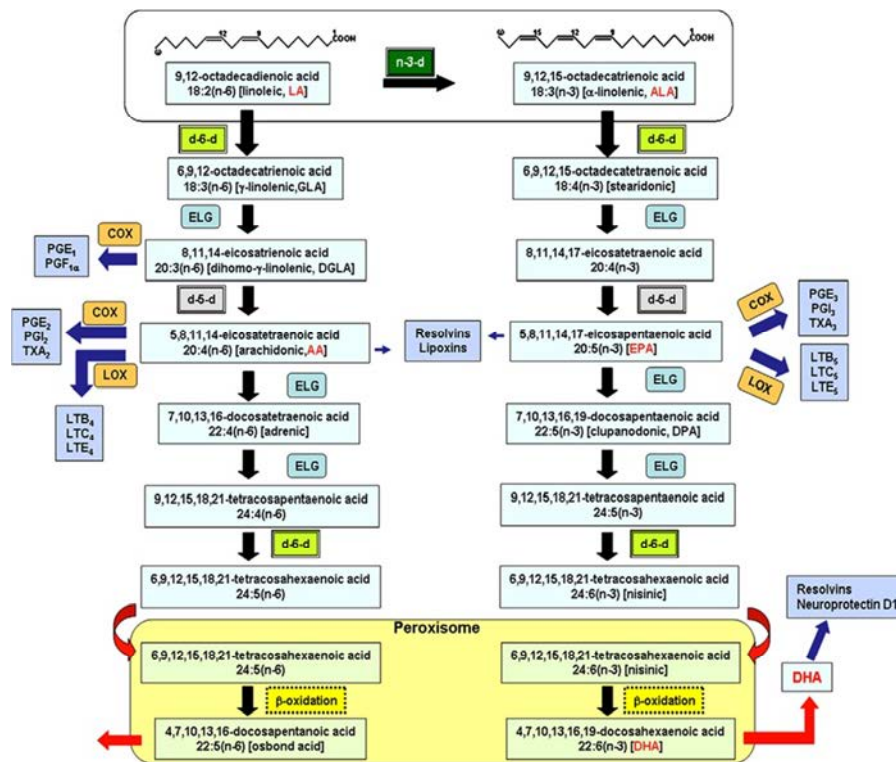 12
9
1
COOH
ω
15
12
9
1
COOH
ω
9,12-octadecadienoic acid
18:2(n-6) [linoleic, LA]
n-3-d
9,12,15-octadecatrienoic acid
18:3(n-3) [α-linolenic, ALA]
d-6-d
d-6-d
6,9,12-octadecatrienoic acid
18:3(n-6) [γ-linolenic,GLA]
6,9,12,15-octadecatetraenoic acid
18:4(n-3) [stearidonic]
ELG
ELG
COX
PGE1
PGF1α
8,11,14-eicosatrienoic acid
20:3(n-6) [dihomo-γ-linolenic, DGLA]
8,11,14,17-eicosatetraenoic acid
20:4(n-3)
d-5-d
d-5-d
COX
PGE2
PGI2
TXA2
COX
PGE3
PGI3
TXA3
5,8,11,14-eicosatetraenoic acid
20:4(n-6) [arachidonic,AA]
Resolvins
Lipoxins
5,8,11,14,17-eicosapentaenoic acid
20:5(n-3) [EPA]
LOX
LTB4
LTC4
LTE4
LOX
LTB5
LTC5
LTE5
ELG
ELG
7,10,13,16-docosatetraenoic acid
22:4(n-6) [adrenic]
7,10,13,16,19-docosapentaenoic acid
22:5(n-3) [clupanodonic, DPA]
ELG
ELG
9,12,15,18,21-tetracosapentaenoic acid
24:4(n-6)
9,12,15,18,21-tetracosapentaenoic acid
24:5(n-3)
d-6-d
d-6-d
6,9,12,15,18,21-tetracosahexaenoic acid
24:5(n-6)
6,9,12,15,18,21-tetracosahexaenoic acid
24:6(n-3) [nisinic]
Resolvins
Neuroprotectin D1
Peroxisome
6,9,12,15,18,21-tetracosahexaenoic acid
24:5(n-6)
6,9,12,15,18,21-tetracosahexaenoic acid
24:6(n-3) [nisinic]
DHA
β-oxidation
β-oxidation
4,7,10,13,16-docosapentanoic acid
22:5(n-6) [osbond acid]
4,7,10,13,16,19-docosahexaenoic acid
22:6(n-3) [DHA]